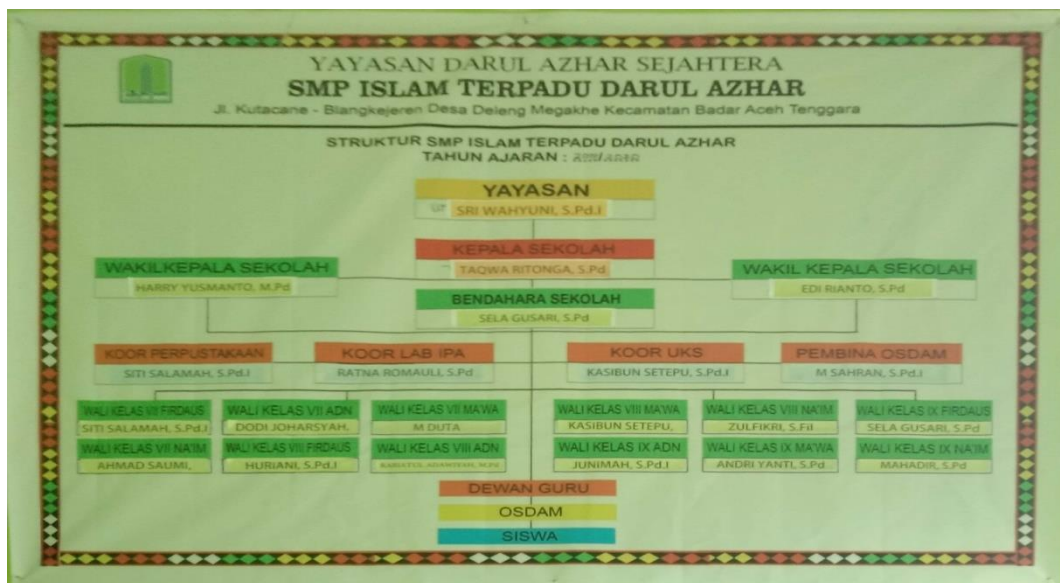 YAYASAN DARUL AZHAR SEJAHTERA
SMP ISLAM TERPADU DARUL AZHAR
Jl. Kutacane - Blangkejeren Desa Deleng Megakhe Kecamatan Badar Aceh Tenggara
STRUKTUR SMP ISLAM TERPADU DARUL AZHAR
TAHUN AJARAN :
YAYASAN
SRI WAHYUNI, S.Pd.I
KEPALA SEKOLAH
TAQWA RITONGA, S.Pd
WAKILKEPALA SEKOLAH
HARRY YUSMANTO, M.Pd
WAKIL KEPALA SEKOLAH
EDI RIANTO, S.Pd
BENDAHARA SEKOLAH
SELA GUSARI, S.Pd
KOOR PERPUSTAKAAN
SITI SALAMAH, S.Pd.I
KOOR LAB IPA
RATNA ROMAULI, S.Pd
KOOR UKS
KASIBUN SETEPU, S.Pd.I
PEMBINA OSDAM
M SAHRAN, S.Pd.I
WALI KELAS VII FIRDAUS
SITI SALAMAH, S.Pd.I
WALI KELAS VII ADN
DODI JOHARSYAH,
WALI KELAS VII MA'WA
M DUTA
WALI KELAS VIII MA'WA
KASIBUN SETEPU,
WALI KELAS VIII NA'IM
ZULFIKRI, S.Fil
WALI KELAS IX FIRDAUS
SELA GUSARI, S.Pd
WALI KELAS VII NA'IM
AHMAD SAUMI,
WALI KELAS VIII FIRDAUS
HURIANI, S.Pd.I
WALI KELAS VIII ADN
WALI KELAS IX ADN
JUNIMAH, S.Pd.I
WALI KELAS IX MA'WA
ANDRI YANTI, S.Pd
WALI KELAS IX NA'IM
MAHADIR, S.Pd
DEWAN GURU
OSDAM
SISWA